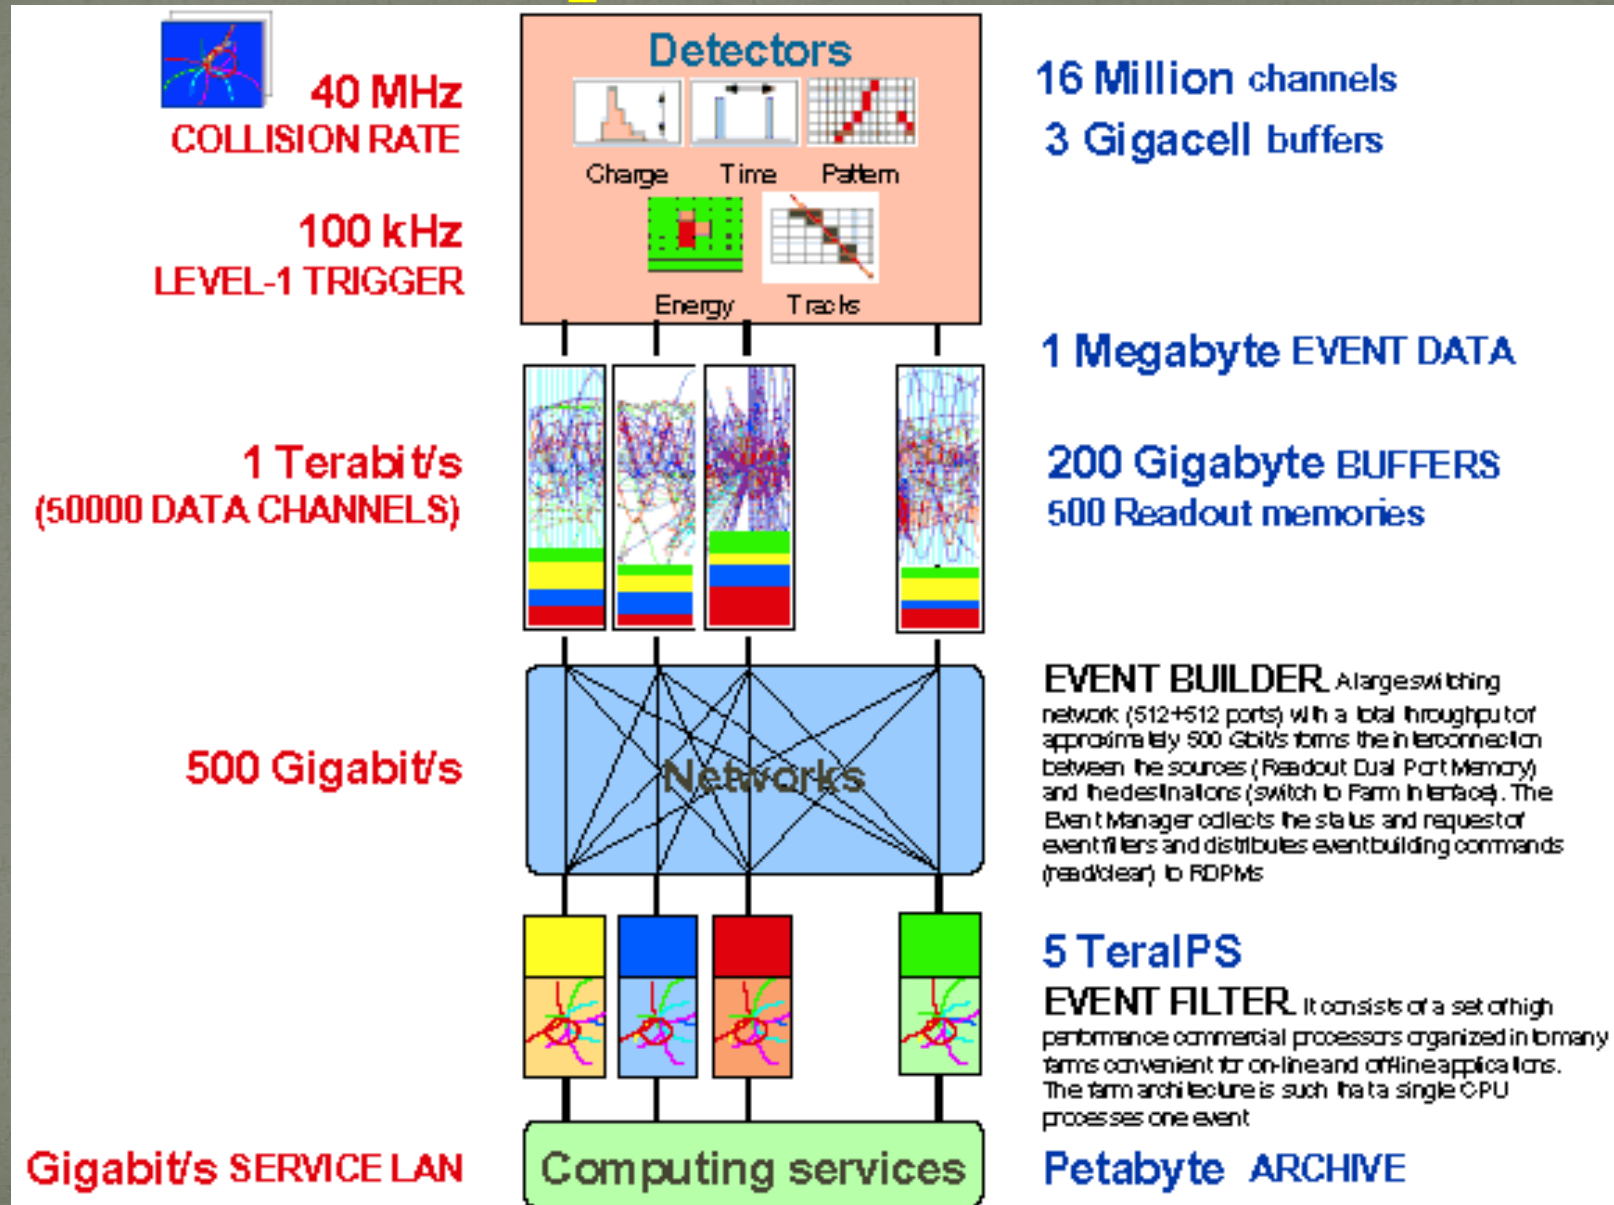 Detectors
40 MHz
COLLISION RATE
16 Million channels
3 Gigacell buffers
Charge Time Pattern
100 kHz
LEVEL-1 TRIGGER
Energy Tracks
1 Megabyte EVENT DATA
1 Terabit/s
(50000 DATA CHANNELS)
200 Gigabyte BUFFERS
500 Readout memories
500 Gigabit/s
Networks
EVENT BUILDER. A large switching
network (512+512 ports) with a total throughput of
approximately 500 Gbit/s forms the interconnection
between the sources (Readout Dual Port Memory)
and the destinations (switch to Farm Interface). The
Event Manager collects the status and request of
event filters and distributes event building commands
(read/clear) to RDPMs
5 TeraIPS
EVENT FILTER. It consists of a set of high
performance commercial processors organized into many
farms convenient for on-line and off-line applications.
The farm architecture is such that a single CPU
processes one event
Gigabit/s SERVICE LAN
Computing services
Petabyte ARCHIVE